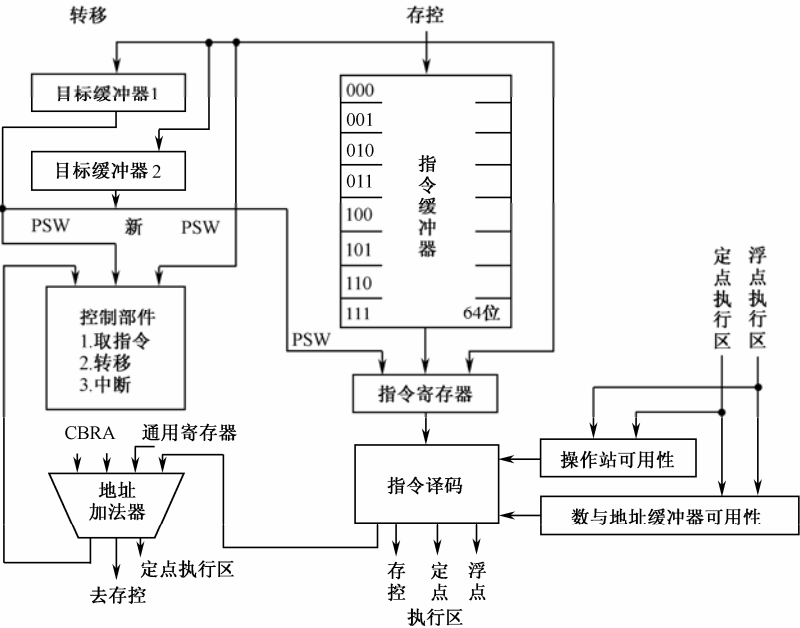 转移
存控
目标缓冲器1
目标缓冲器2
PSW 新 PSW
000
001
010
011
100
101
110
111
64位
指令缓冲器
控制部件
1.取指令
2.转移
3.中断
PSW
定点执行区
浮点执行区
指令寄存器
CBRA
通用寄存器
地址
加法器
指令译码
操作站可用性
数与地址缓冲器可用性
定点执行区
去存控
存控
定点
浮点
执行区